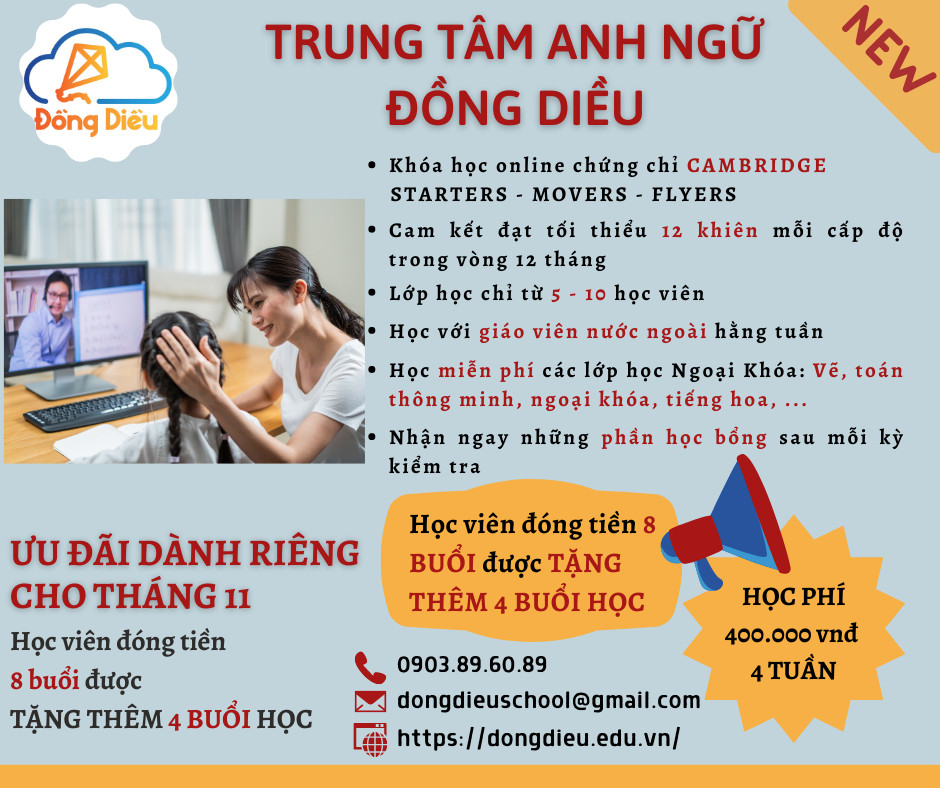 Đồng Diều
TRUNG TÂM ANH NGỮ
ĐỒNG DIỀU
NEW
Khóa học online chứng chỉ CAMBRIDGE
STARTERS - MOVERS - FLYERS
Cam kết đạt tối thiểu 12 khiên mỗi cấp độ
trong vòng 12 tháng
Lớp học chỉ từ 5 - 10 học viên
Học với giáo viên nước ngoài hằng tuần
Học miễn phí các lớp học Ngoại Khóa: Vẽ, toán
thông minh, ngoại khóa, tiếng hoa, ...
Nhận ngay những phần học bổng sau mỗi kỳ
kiểm tra
ƯU ĐÃI DÀNH RIÊNG
CHO THÁNG 11
Học viên đóng tiền
8 buổi được
TẶNG THÊM 4 BUỔI HỌC
Học viên đóng tiền 8
BUỔI được TẶNG
THÊM 4 BUỔI HỌC
HỌC PHÍ
400.000 vnđ
4 TUẦN
0903.89.60.89
dongdieuschool@gmail.com
https://dongdieu.edu.vn/